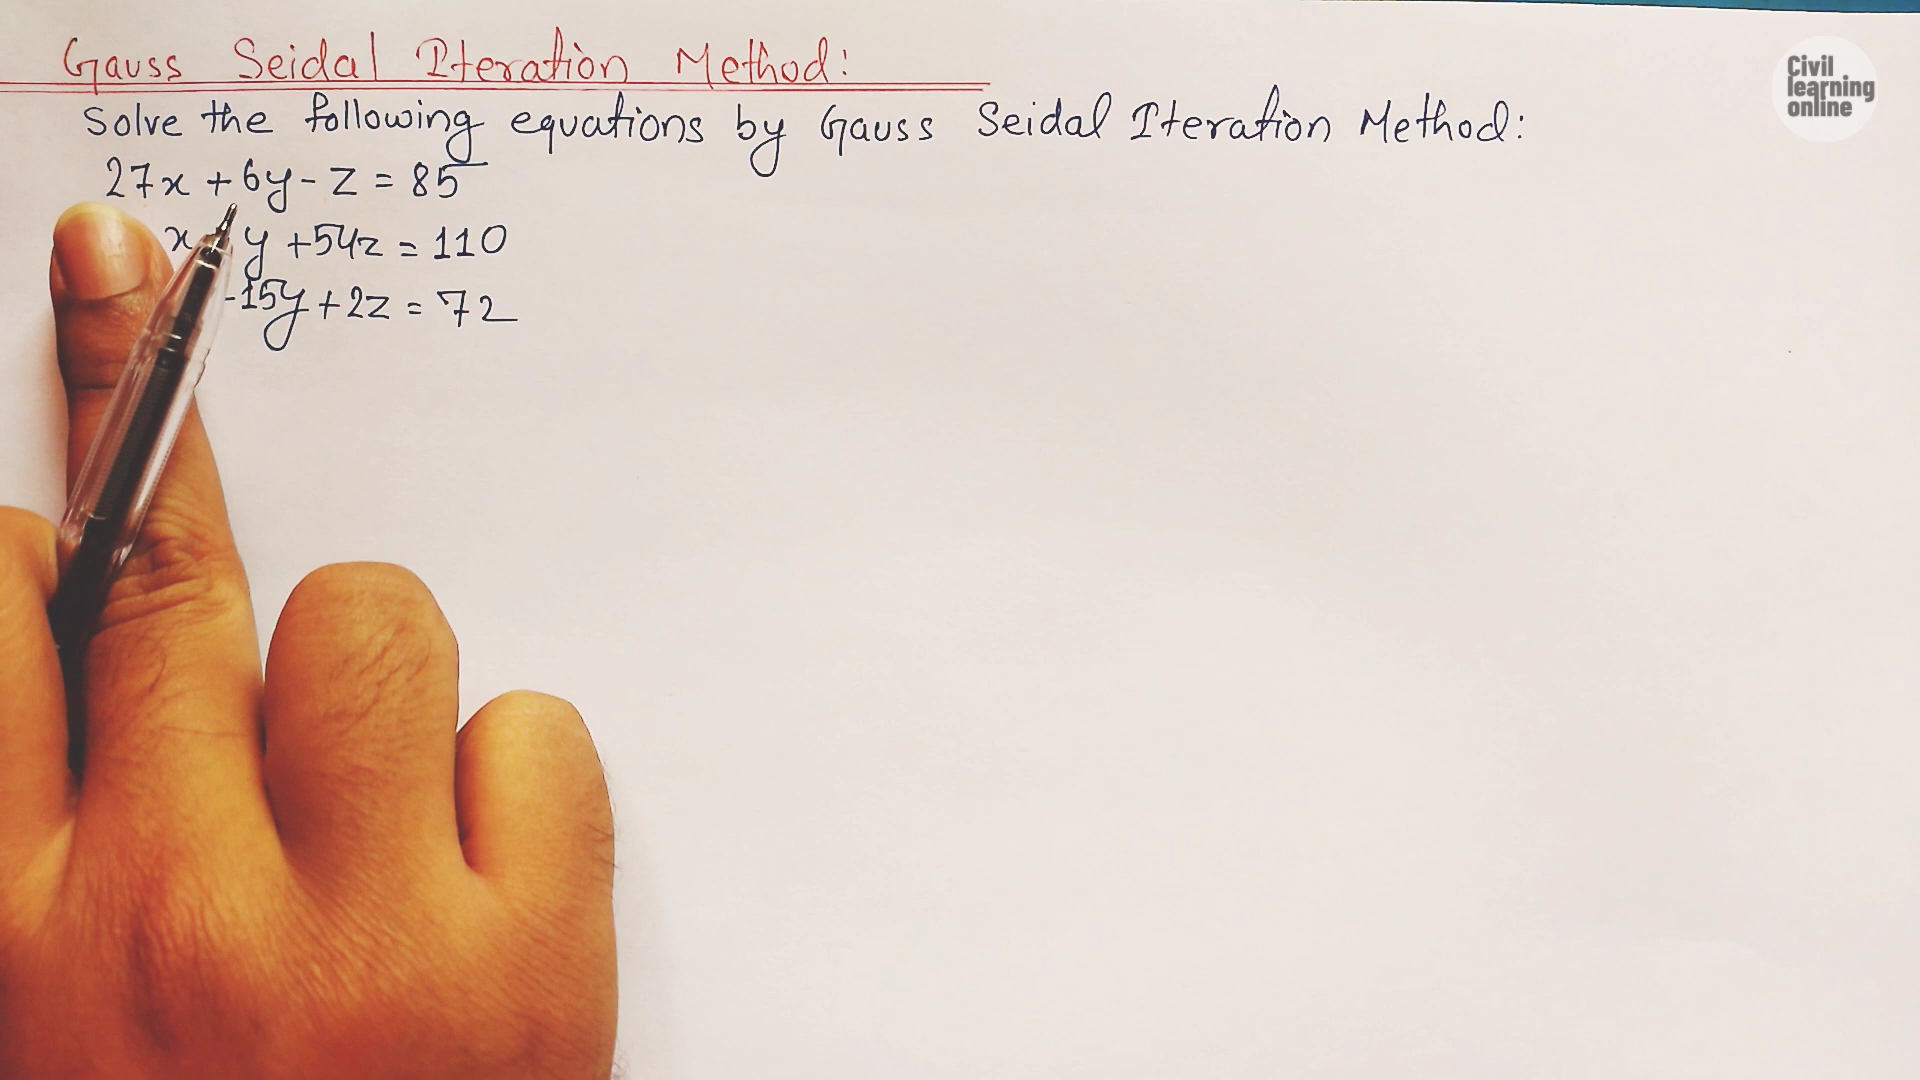 Gauss Seidal Iteration Method:
Solve the following equations by Gauss Seidal Iteration Method:
27x + 6y - z = 85
x y + 54z = 110
-15y + 2z = 72
Civil
learning
online